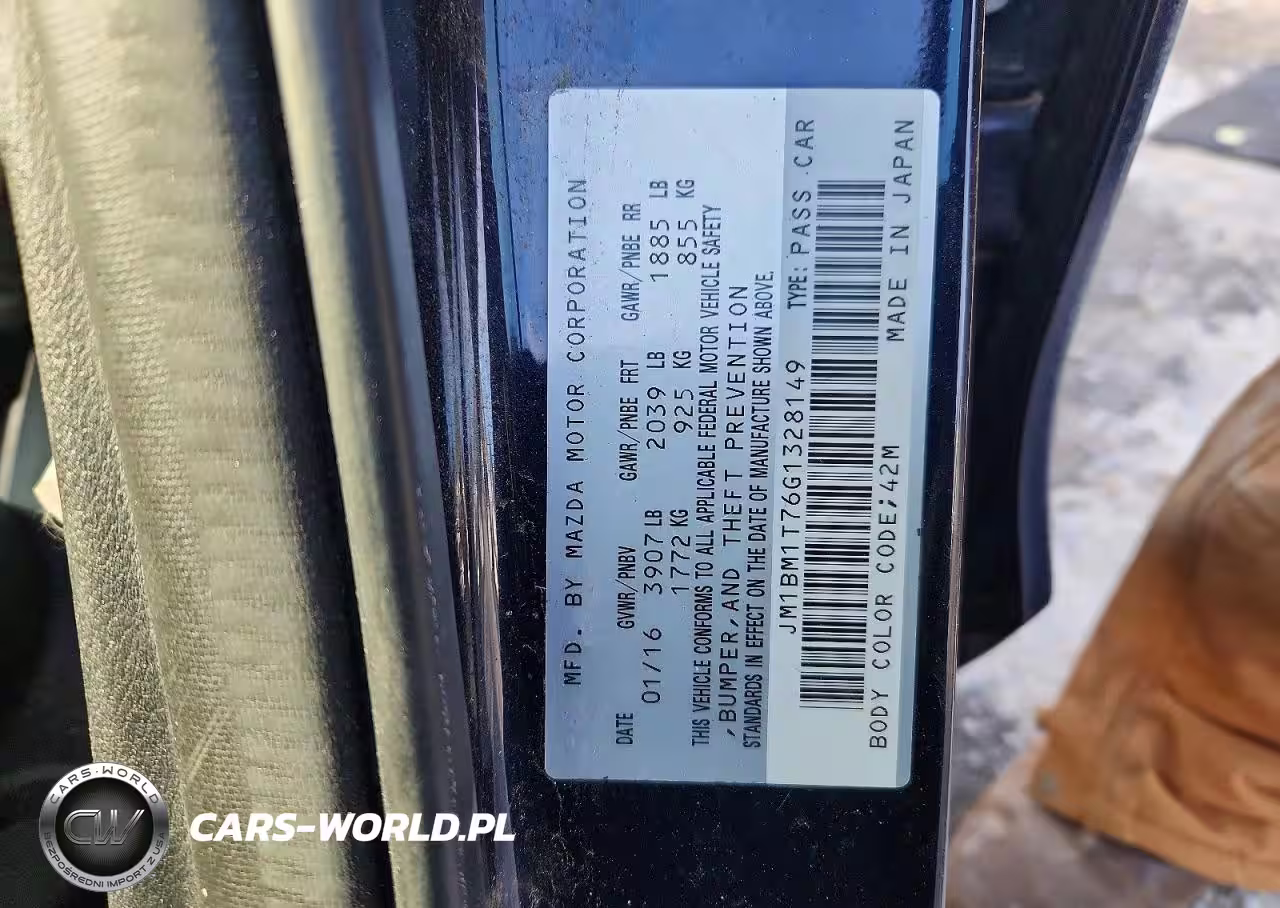 MFD. BY MAZDA MOTOR CORPORATION
DATE GVWR/PNBV GAWR/PNBE FRT GAWR/PNBE RR
01/16 3907 LB 2039 LB 1885 LB
1772 KG 925 KG 855 KG
THIS VEHICLE CONFORMS TO ALL APPLICABLE FEDERAL MOTOR VEHICLE SAFETY
,BUMPER,AND THEFT PREVENTION
STANDARDS IN EFFECT ON THE DATE OF MANUFACTURE SHOWN ABOVE.
JM1BM1T76G1328149 TYPE: PASS.CAR
BODY COLOR CODE;42M MADE IN JAPAN
CARS-WORLD
CW
BEZPOŚREDNI IMPORT Z USA
CARS-WORLD.PL